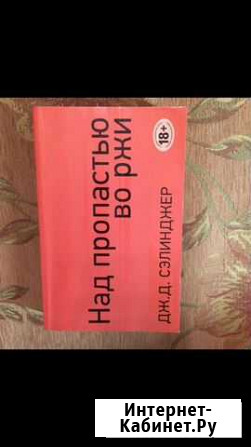 Над пропастью
во ржи
18+
ДЖ.Д. СЭЛИНДЖЕР
Интернет-
Кабинет.Ру